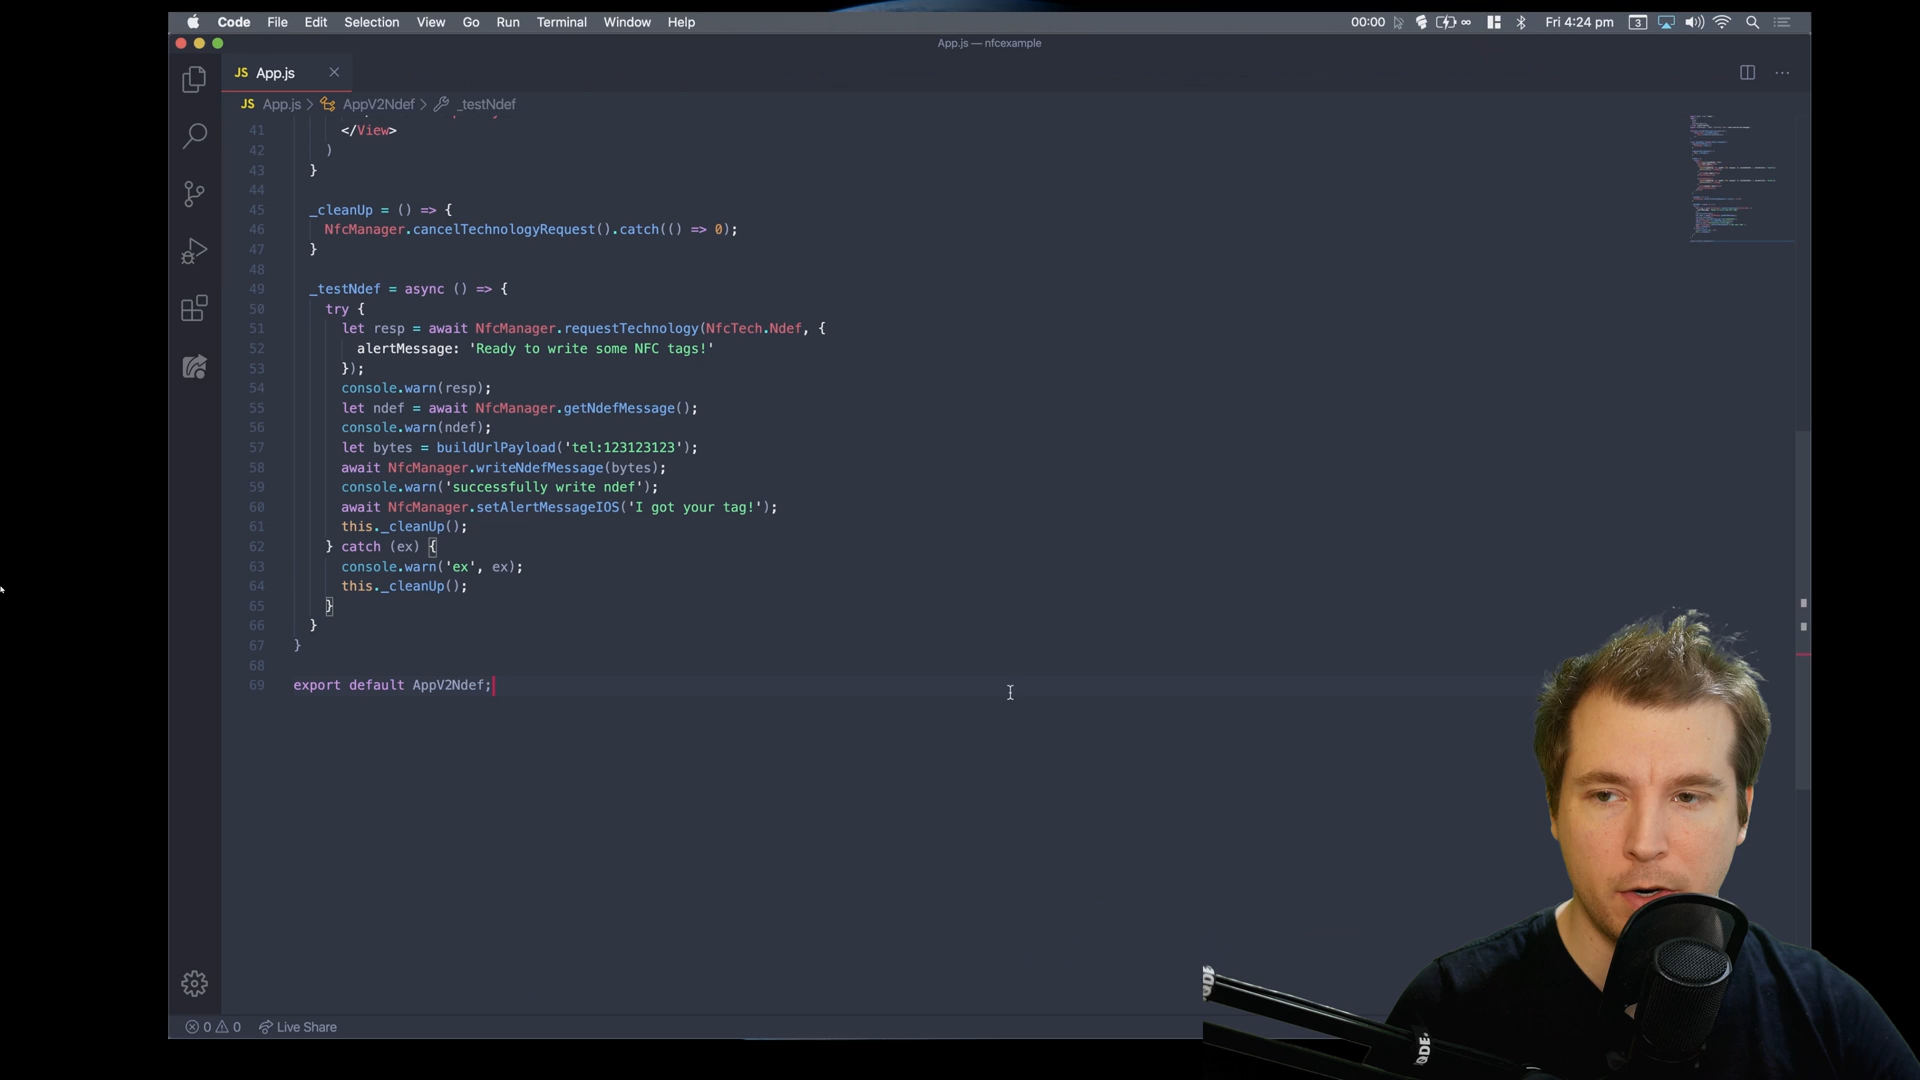 Code File Edit Selection View Go Run Terminal Window Help 00:00 Fri 4:24 pm 3
App.js — nfcexample
JS App.js
JS App.js > AppV2Ndef > _testNdef
41 </View>
42 )
43 }
44
45 _cleanUp = () => {
46 NfcManager.cancelTechnologyRequest().catch(() => 0);
47 }
48
49 _testNdef = async () => {
50 try {
51 let resp = await NfcManager.requestTechnology(NfcTech.Ndef, {
52 alertMessage: 'Ready to write some NFC tags!'
53 });
54 console.warn(resp);
55 let ndef = await NfcManager.getNdefMessage();
56 console.warn(ndef);
57 let bytes = buildUrlPayload('tel:123123123');
58 await NfcManager.writeNdefMessage(bytes);
59 console.warn('successfully write ndef');
60 await NfcManager.setAlertMessageIOS('I got your tag!');
61 this._cleanUp();
62 } catch (ex) {
63 console.warn('ex', ex);
64 this._cleanUp();
65 }
66 }
67 }
68
69 export default AppV2Ndef;
0 0 Live Share